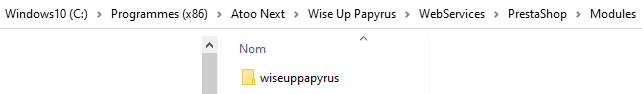 Windows10 (C:) > Programmes (x86) > Atoo Next > Wise Up Papyrus > WebServices > PrestaShop > Modules
Nom
wiseuppapyrus